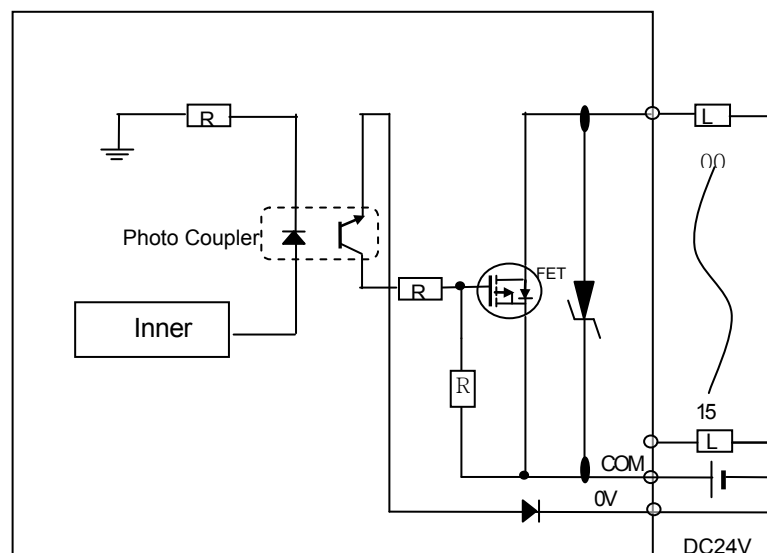 R
L
00
Photo Coupler
FET
R
Inner
R
15
L
COM
0V
DC24V